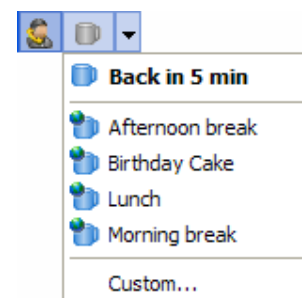 Back in 5 min
Afternoon break
Birthday Cake
Lunch
Morning break
Custom...